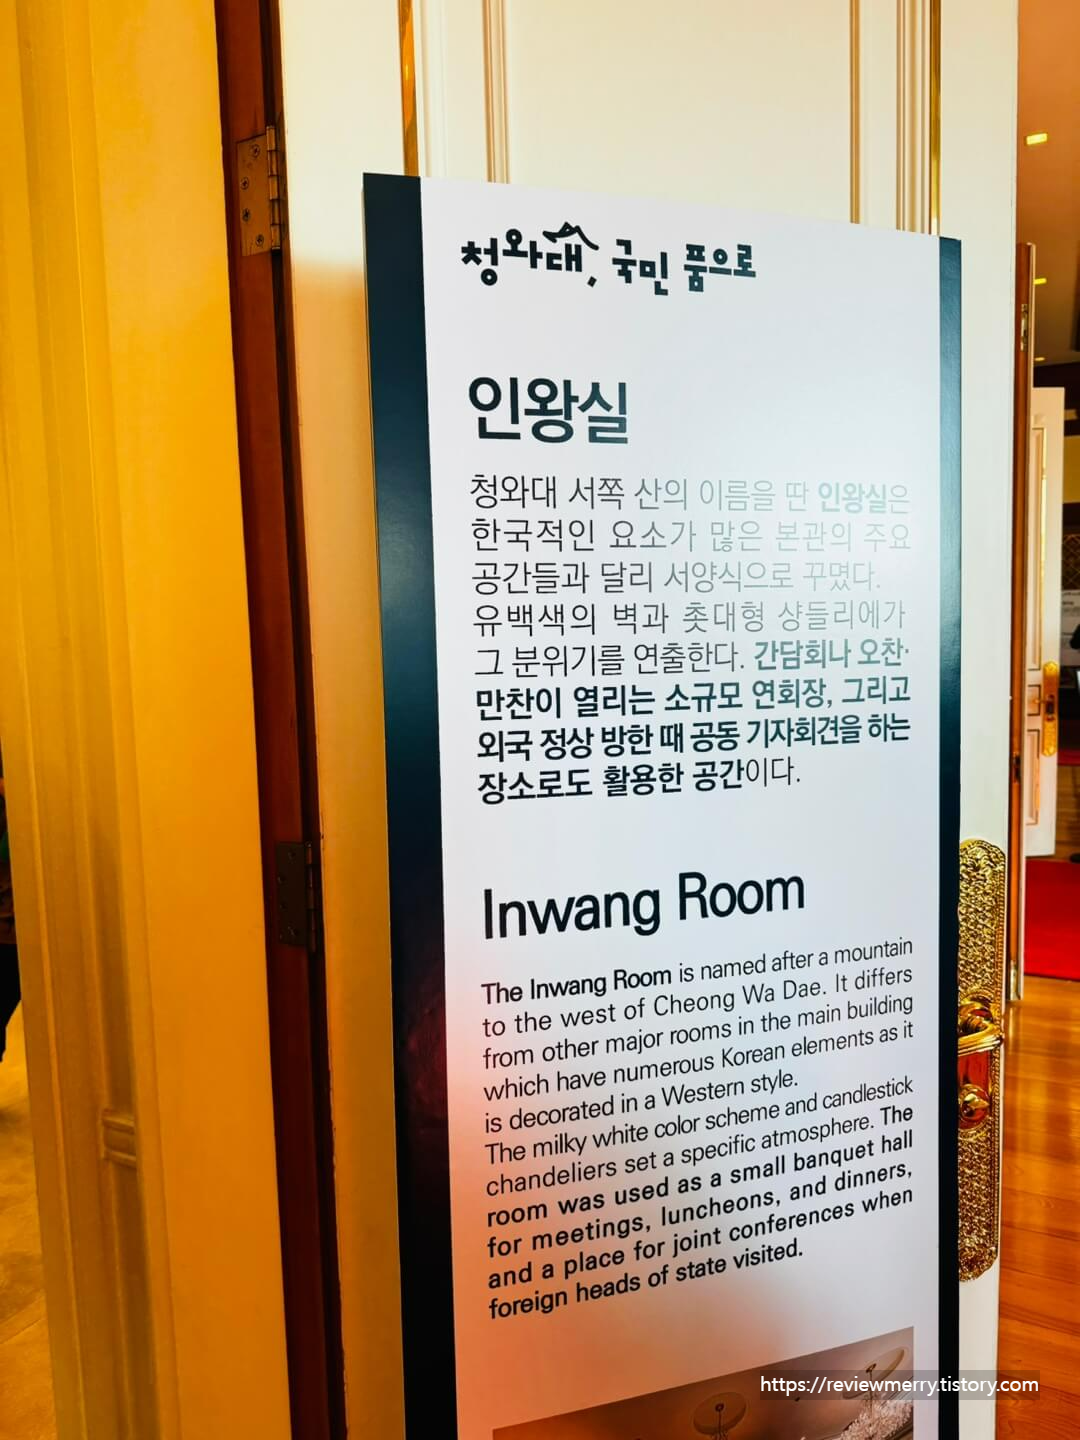 청와대, 국민 품으로
인왕실
청와대 서쪽 산의 이름을 딴 인왕실은
한국적인 요소가 많은 본관의 주요
공간들과 달리 서양식으로 꾸몄다.
유백색의 벽과 촛대형 샹들리에가
그 분위기를 연출한다. 간담회나 오찬·
만찬이 열리는 소규모 연회장, 그리고
외국 정상 방한 때 공동 기자회견을 하는
장소로도 활용한 공간이다.
Inwang Room
The Inwang Room is named after a mountain
to the west of Cheong Wa Dae. It differs
from other major rooms in the main building
which have numerous Korean elements as it
is decorated in a Western style.
The milky white color scheme and candlestick
chandeliers set a specific atmosphere. The
room was used as a small banquet hall
for meetings, luncheons, and dinners,
and a place for joint conferences when
foreign heads of state visited.
https://reviewmerry.tistory.com